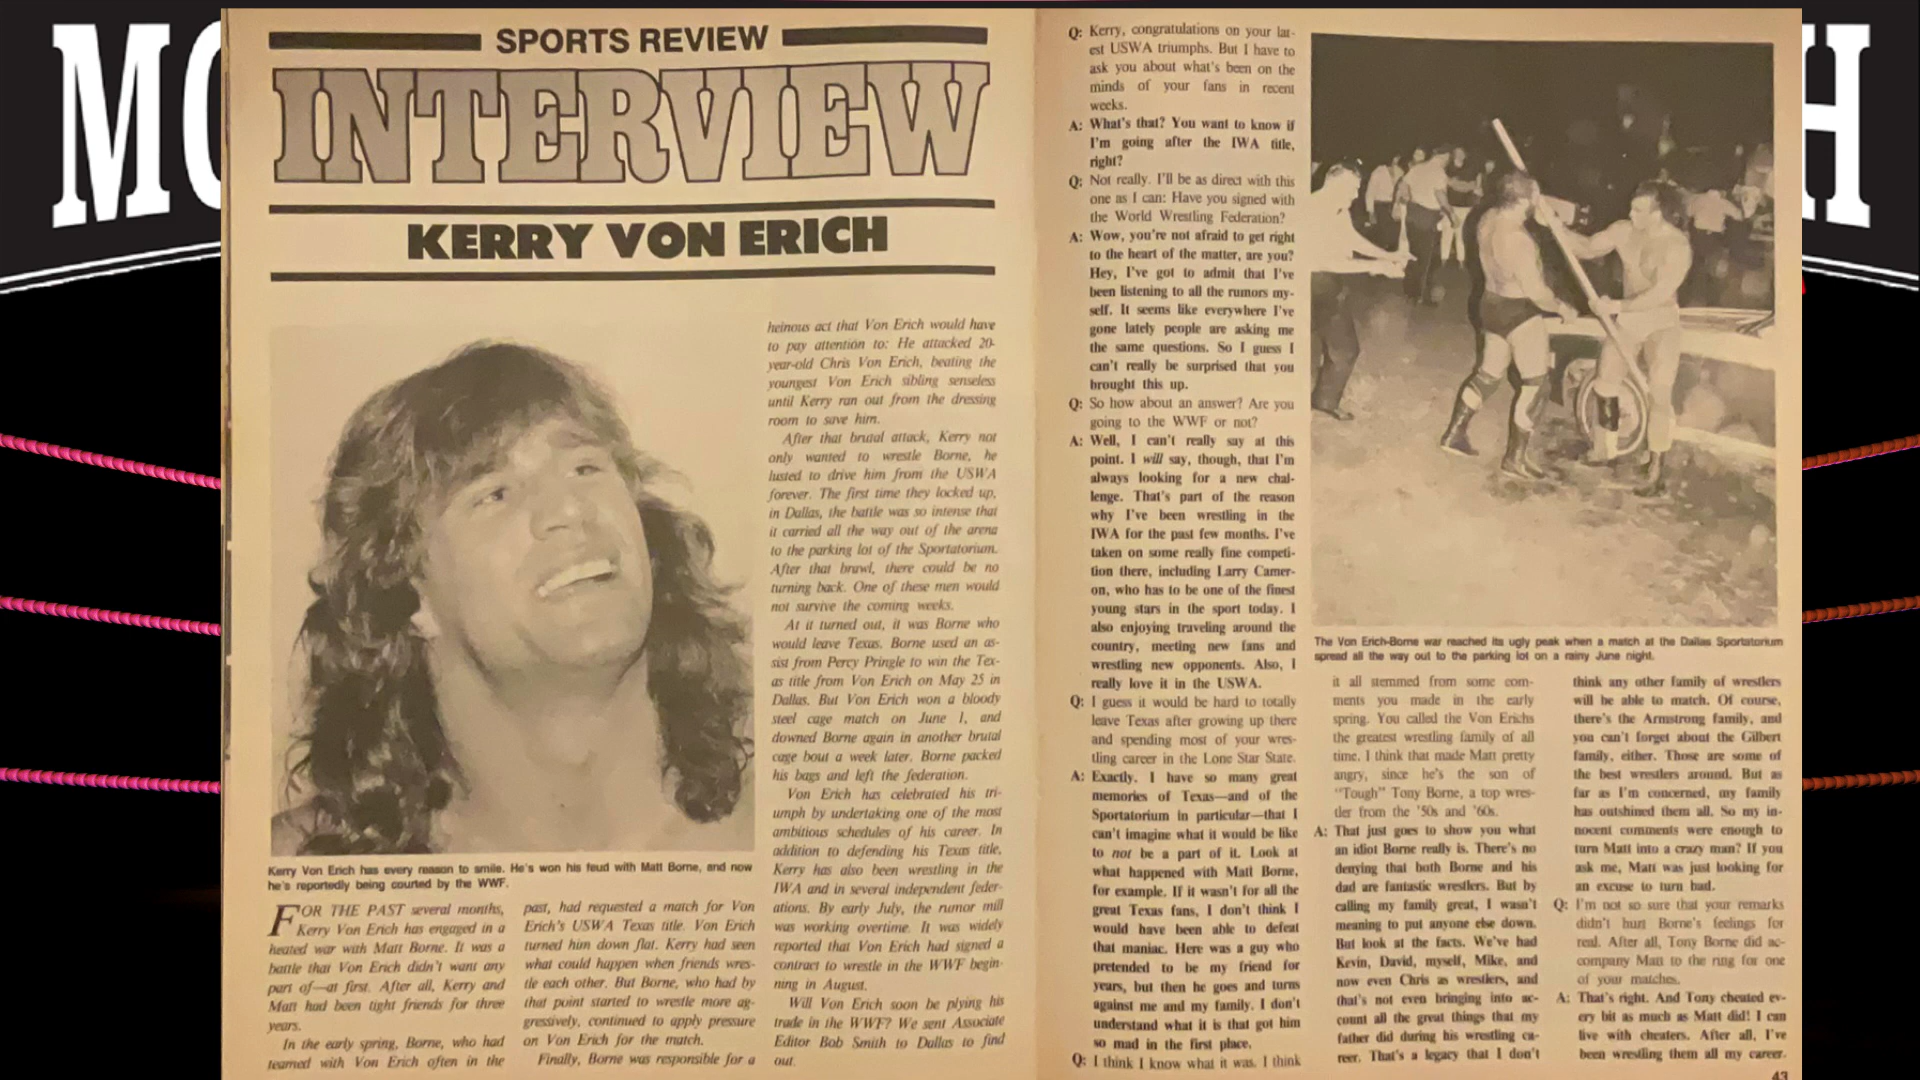 MO
H
SPORTS REVIEW
INTERVIEW
KERRY VON ERICH
Kerry Von Erich has every reason to smile. He's won his feud with Matt Borne, and now
he's reportedly being courted by the WWF.
FOR THE PAST several months,
Kerry Von Erich has engaged in a
heated war with Matt Borne. It was a
battle that Von Erich didn't want any
part of—at first. After all, Kerry and
Matt had been tight friends for three
years.
In the early spring, Borne, who had
teamed with Von Erich often in the
past, had requested a match for Von
Erich's USWA Texas title. Von Erich
turned him down flat. Kerry had seen
what could happen when friends wres-
tle each other. But Borne, who had by
that point started to wrestle more ag-
gressively, continued to apply pressure
on Von Erich for the match.
Finally, Borne was responsible for a
heinous act that Von Erich would have
to pay attention to: He attacked 20-
year-old Chris Von Erich, beating the
youngest Von Erich sibling senseless
until Kerry ran out from the dressing
room to save him.
After that brutal attack, Kerry not
only wanted to wrestle Borne, he
lusted to drive him from the USWA
forever. The first time they locked up,
in Dallas, the battle was so intense that
it carried all the way out of the arena
to the parking lot of the Sportatorium.
After that brawl, there could be no
turning back. One of these men would
not survive the coming weeks.
At it turned out, it was Borne who
would leave Texas. Borne used an as-
sist from Percy Pringle to win the Tex-
as title from Von Erich on May 25 in
Dallas. But Von Erich won a bloody
steel cage match on June 1, and
downed Borne again in another brutal
cage bout a week later. Borne packed
his bags and left the federation.
Von Erich has celebrated his tri-
umph by undertaking one of the most
ambitious schedules of his career. In
addition to defending his Texas title,
Kerry has also been wrestling in the
IWA and in several independent feder-
ations. By early July, the rumor mill
was working overtime. It was widely
reported that Von Erich had signed a
contract to wrestle in the WWF begin-
ning in August.
Will Von Erich soon be plying his
trade in the WWF? We sent Associate
Editor Bob Smith to Dallas to find
out.
Q: Kerry, congratulations on your lat-
est USWA triumphs. But I have to
ask you about what's been on the
minds of your fans in recent
weeks.
A: What's that? You want to know if
I'm going after the IWA title,
right?
Q: Not really. I'll be as direct with this
one as I can: Have you signed with
the World Wrestling Federation?
A: Wow, you're not afraid to get right
to the heart of the matter, are you?
Hey, I've got to admit that I've
been listening to all the rumors my-
self. It seems like everywhere I've
gone lately people are asking me
the same questions. So I guess I
can't really be surprised that you
brought this up.
Q: So how about an answer? Are you
going to the WWF or not?
A: Well, I can't really say at this
point. I will say, though, that I'm
always looking for a new chal-
lenge. That's part of the reason
why I've been wrestling in the
IWA for the past few months. I've
taken on some really fine competi-
tion there, including Larry Camer-
on, who has to be one of the finest
young stars in the sport today. I
also enjoying traveling around the
country, meeting new fans and
wrestling new opponents. Also, I
really love it in the USWA.
Q: I guess it would be hard to totally
leave Texas after growing up there
and spending most of your wres-
tling career in the Lone Star State.
A: Exactly. I have so many great
memories of Texas—and of the
Sportatorium in particular—that I
can't imagine what it would be like
to not be a part of it. Look at
what happened with Matt Borne,
for example. If it wasn't for all the
great Texas fans, I don't think I
would have been able to defeat
that maniac. Here was a guy who
pretended to be my friend for
years, but then he goes and turns
against me and my family. I don't
understand what it is that got him
so mad in the first place.
Q: I think I know what it was. I think
The Von Erich-Borne war reached its ugly peak when a match at the Dallas Sportatorium
spread all the way out to the parking lot on a rainy June night.
it all stemmed from some com-
ments you made in the early
spring. You called the Von Erichs
the greatest wrestling family of all
time. I think that made Matt pretty
angry, since he's the son of
"Tough" Tony Borne, a top wres-
tler from the '50s and '60s.
A: That just goes to show you what
an idiot Borne really is. There's no
denying that both Borne and his
dad are fantastic wrestlers. But by
calling my family great, I wasn't
meaning to put anyone else down.
But look at the facts. We've had
Kevin, David, myself, Mike, and
now even Chris as wrestlers, and
that's not even bringing into ac-
count all the great things that my
father did during his wrestling ca-
reer. That's a legacy that I don't
think any other family of wrestlers
will be able to match. Of course,
there's the Armstrong family, and
you can't forget about the Gilbert
family, either. Those are some of
the best wrestlers around. But as
far as I'm concerned, my family
has outshined them all. So my in-
nocent comments were enough to
turn Matt into a crazy man? If you
ask me, Matt was just looking for
an excuse to turn bad.
Q: I'm not so sure that your remarks
didn't hurt Borne's feelings for
real. After all, Tony Borne did ac-
company Matt to the ring for one
of your matches.
A: That's right. And Tony cheated ev-
ery bit as much as Matt did! I can
live with cheaters. After all, I've
been wrestling them all my career.
43